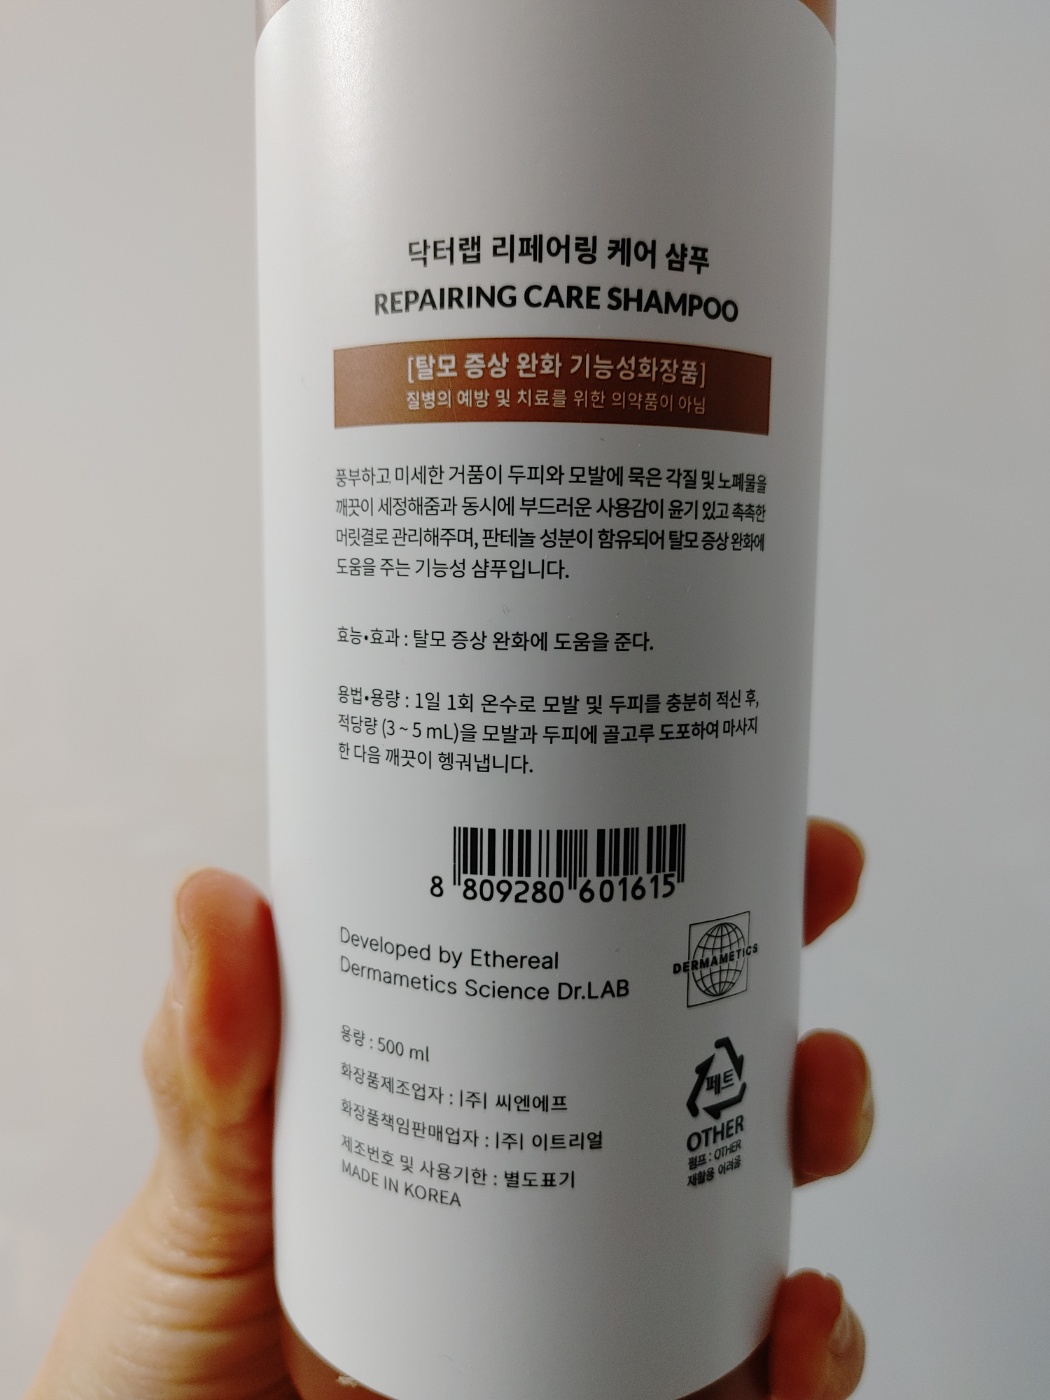 닥터랩 리페어링 케어 샴푸
REPAIRING CARE SHAMPOO
[탈모 증상 완화 기능성화장품]
질병의 예방 및 치료를 위한 의약품이 아님
풍부하고 미세한 거품이 두피와 모발에 묵은 각질 및 노폐물을
깨끗이 세정해줌과 동시에 부드러운 사용감이 윤기 있고 촉촉한
머릿결로 관리해주며, 판테놀 성분이 함유되어 탈모 증상 완화에
도움을 주는 기능성 샴푸입니다.
효능•효과 : 탈모 증상 완화에 도움을 준다.
용법•용량 : 1일 1회 온수로 모발 및 두피를 충분히 적신 후,
적당량 (3 ~ 5 mL)을 모발과 두피에 골고루 도포하여 마사지
한 다음 깨끗이 헹궈냅니다.
8 809280 601615
Developed by Ethereal
Dermametics Science Dr.LAB
DERMAMETICS
용량 : 500 ml
화장품제조업자 : |주| 씨엔에프
화장품책임판매업자 : |주| 이트리얼
제조번호 및 사용기한 : 별도표기
MADE IN KOREA
페트
OTHER
펌프 : OTHER
재활용 어려움